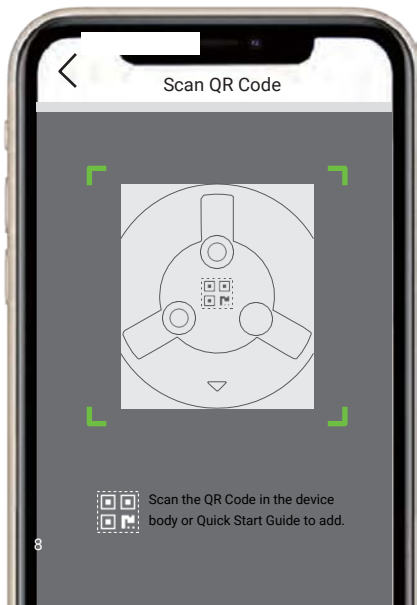 Scan QR Code
Scan the QR Code in the device
body or Quick Start Guide to add.
8